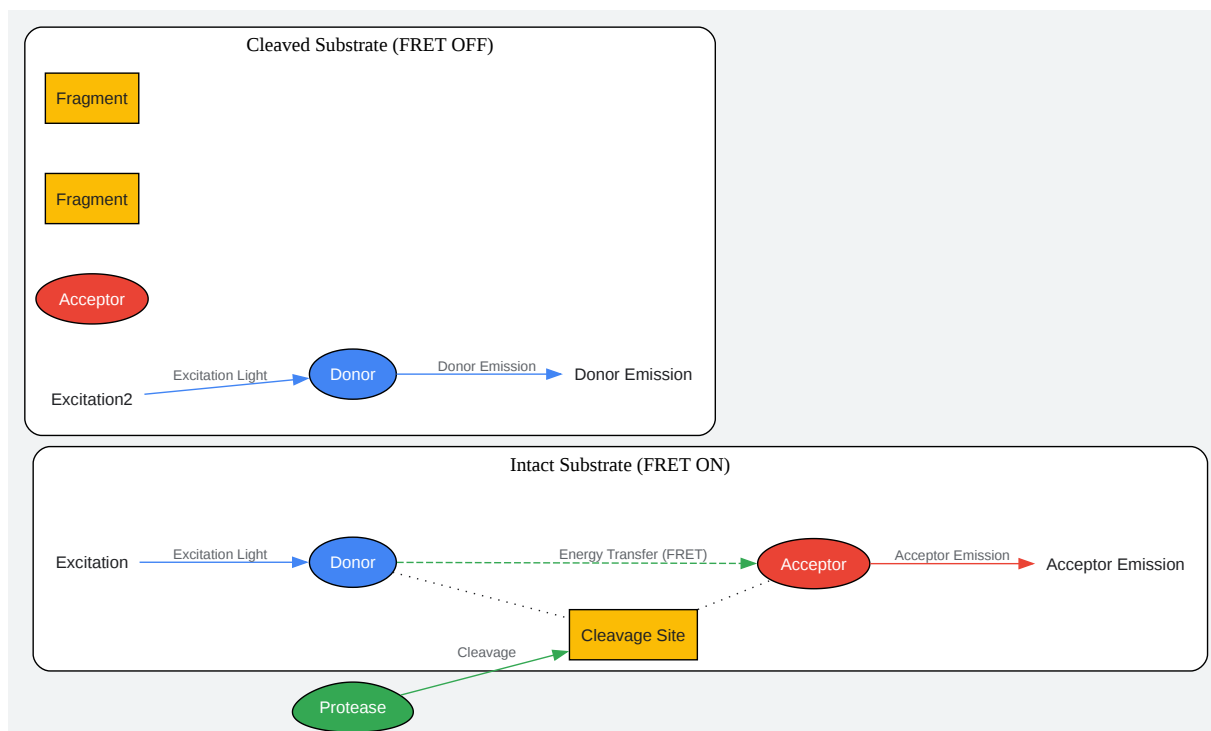 Cleaved Substrate (FRET OFF)
Fragment
Fragment
Acceptor
Excitation2
Excitation Light
Donor
Donor Emission
Donor Emission
Intact Substrate (FRET ON)
Excitation
Excitation Light
Donor
Energy Transfer (FRET)
Acceptor
Acceptor Emission
Acceptor Emission
Cleavage Site
Cleavage
Protease